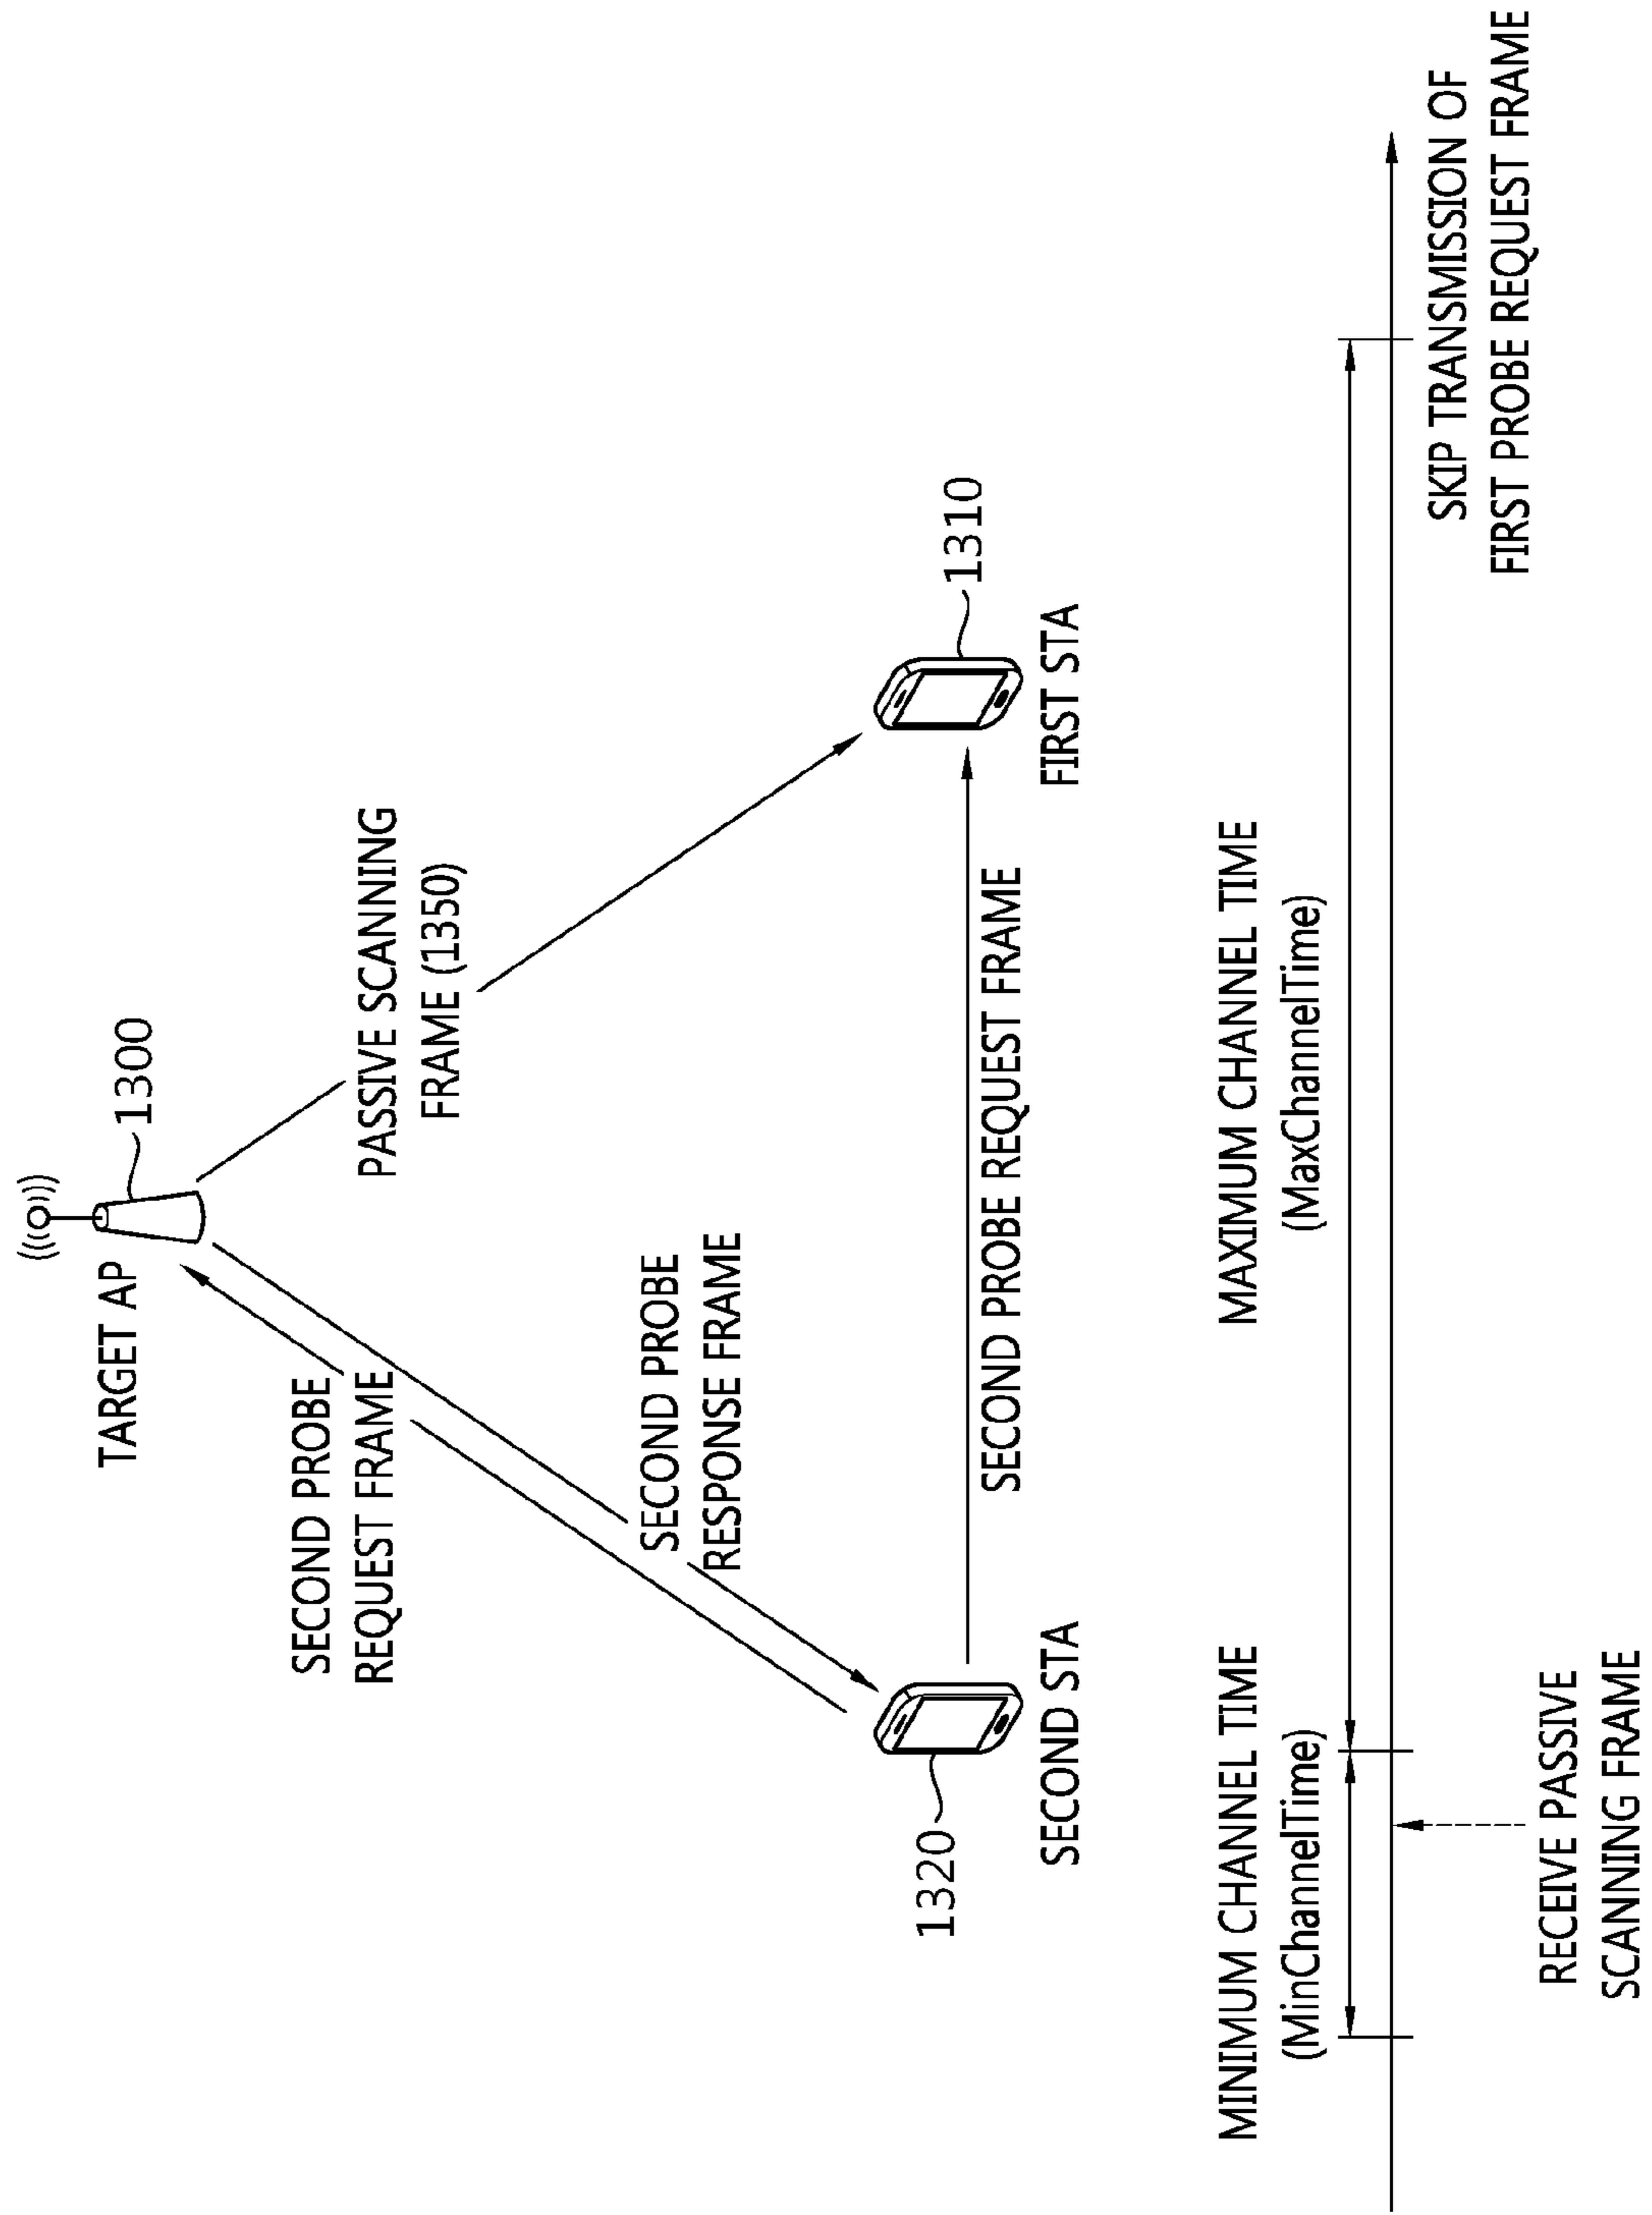 TARGET AP
1300
SECOND PROBE
REQUEST FRAME
PASSIVE SCANNING
FRAME (1350)
SECOND PROBE
RESPONSE FRAME
1320
SECOND STA
SECOND PROBE REQUEST FRAME
1310
FIRST STA
MINIMUM CHANNEL TIME
(MinChannelTime)
MAXIMUM CHANNEL TIME
(MaxChannelTime)
RECEIVE PASSIVE
SCANNING FRAME
SKIP TRANSMISSION OF
FIRST PROBE REQUEST FRAME